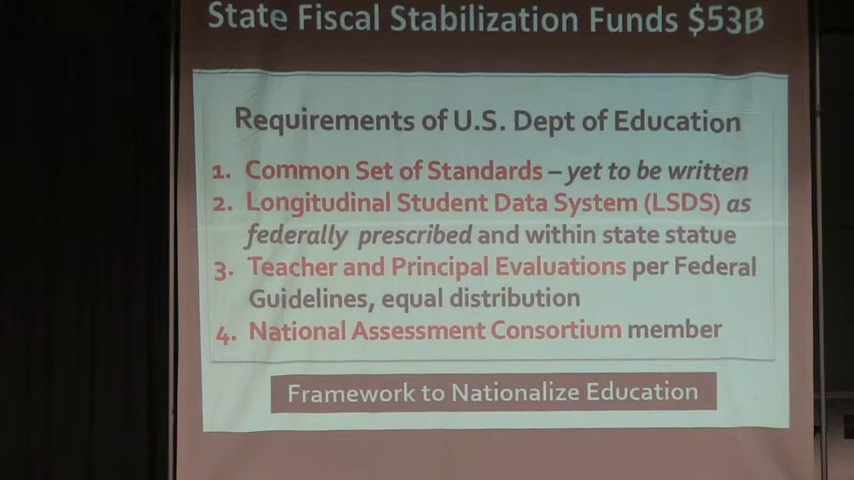 State Fiscal Stabilization Funds $53B
Requirements of U.S. Dept of Education
1. Common Set of Standards – yet to be written
2. Longitudinal Student Data System (LSDS) as
federally prescribed and within state statue
3. Teacher and Principal Evaluations per Federal
Guidelines, equal distribution
4. National Assessment Consortium member
Framework to Nationalize Education